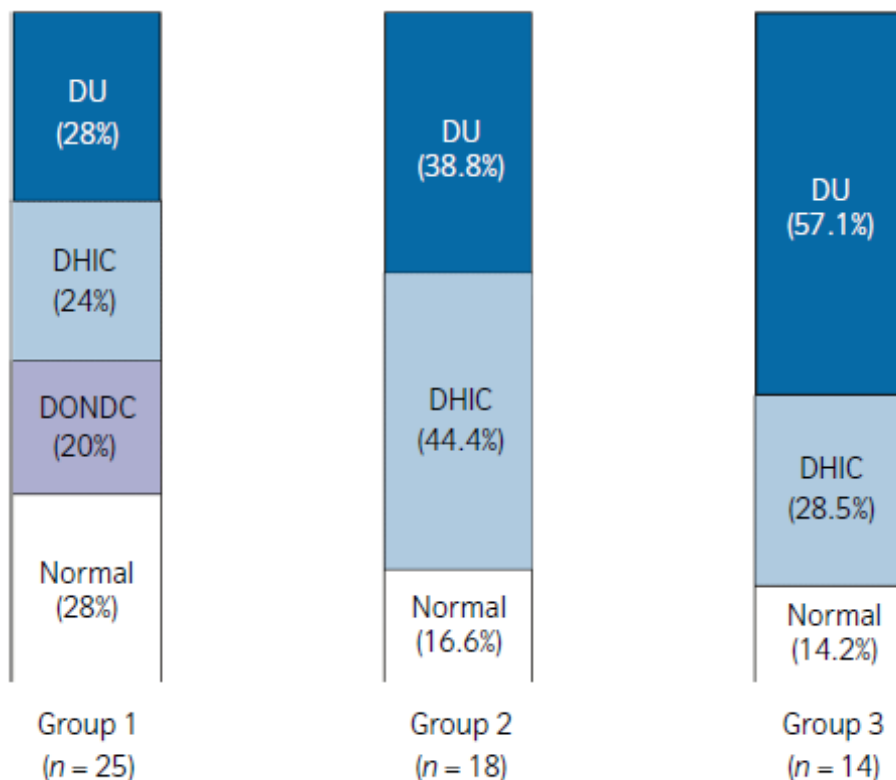 DU
(28%)
DHIC
(24%)
DONDC
(20%)
Normal
(28%)
Group 1
(n = 25)
DU
(38.8%)
DHIC
(44.4%)
Normal
(16.6%)
Group 2
(n = 18)
DU
(57.1%)
DHIC
(28.5%)
Normal
(14.2%)
Group 3
(n = 14)